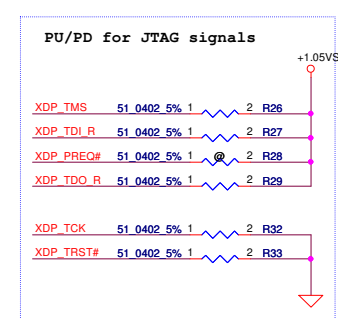 PU/PD for JTAG signals
+1.05VS
XDP_TMS 51_0402_5% 1 2 R26
XDP_TDI_R 51_0402_5% 1 2 R27
XDP_PREQ# 51_0402_5% 1 @ 2 R28
XDP_TDO_R 51_0402_5% 1 2 R29
XDP_TCK 51_0402_5% 1 2 R32
XDP_TRST# 51_0402_5% 1 2 R33